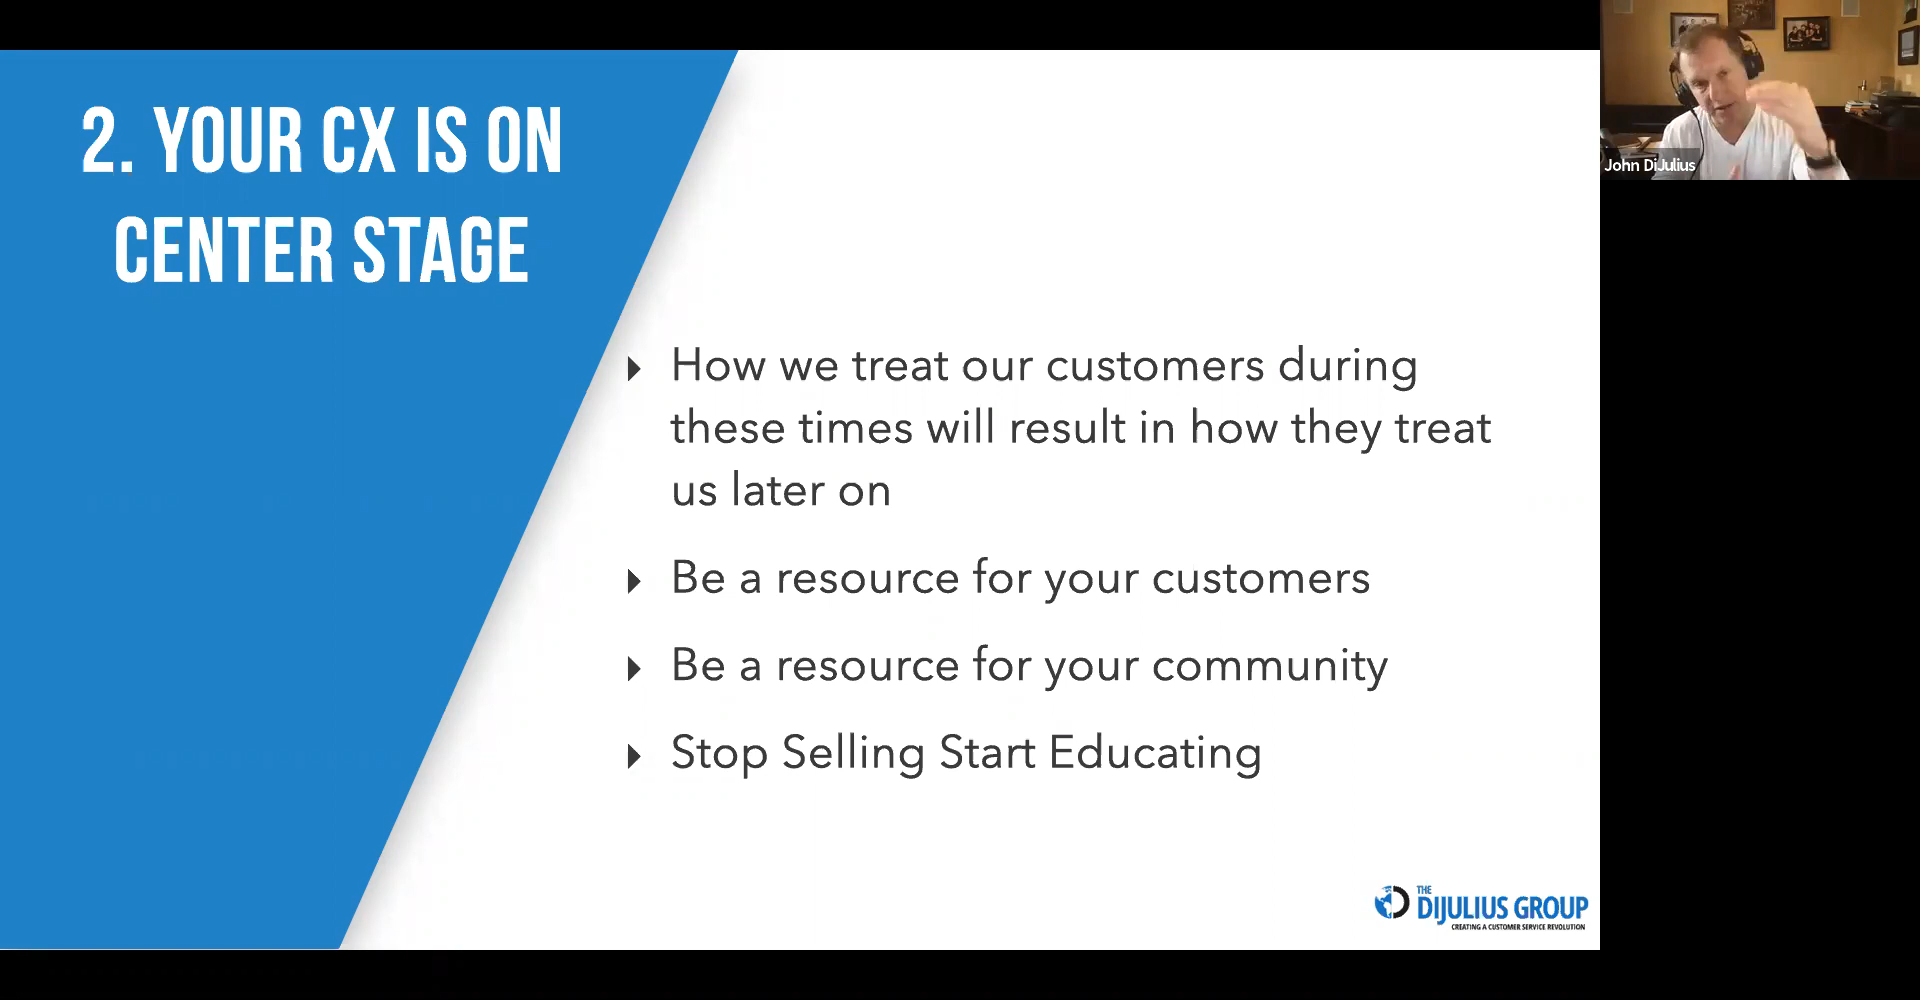 2. YOUR CX IS ON
CENTER STAGE
How we treat our customers during
these times will result in how they treat
us later on
Be a resource for your customers
Be a resource for your community
Stop Selling Start Educating
THE
DIJULIUS GROUP
CREATING A CUSTOMER SERVICE REVOLUTION
John DiJulius